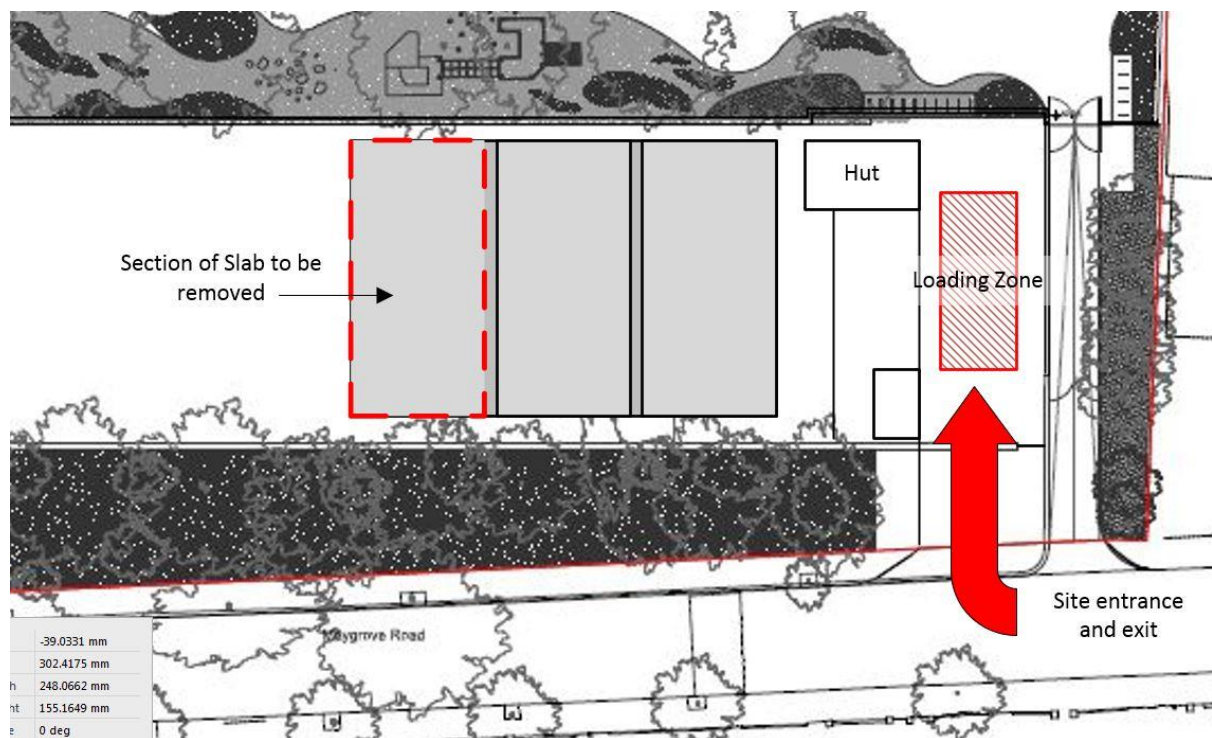 Hut
Section of Slab to be
removed
Loading Zone
Site entrance
and exit
Road
-39.0331 mm
302.4175 mm
248.0662 mm
155.1649 mm
0 deg